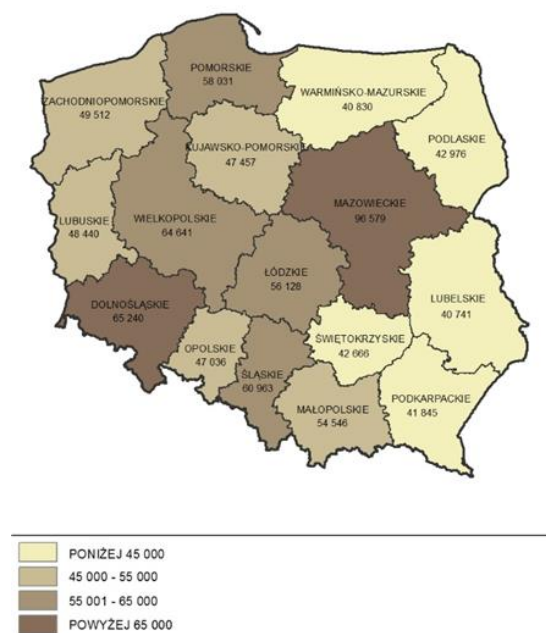 POMORSKIE
58 031
ZACHODNIOPOMORSKIE
49 512
WARMIŃSKO-MAZURSKIE
40 830
PODLASKIE
42 976
KUJAWSKO-POMORSKIE
47 457
MAZOWIECKIE
96 579
LUBUSKIE
48 440
WIELKOPOLSKIE
64 641
ŁÓDZKIE
56 128
LUBELSKIE
40 741
DOLNOŚLĄSKIE
65 240
OPOLSKIE
47 036
ŚLĄSKIE
60 963
ŚWIĘTOKRZYSKIE
42 666
MAŁOPOLSKIE
54 546
PODKARPACKIE
41 845
PONIŻEJ 45 000
45 000 - 55 000
55 001 - 65 000
POWYŻEJ 65 000